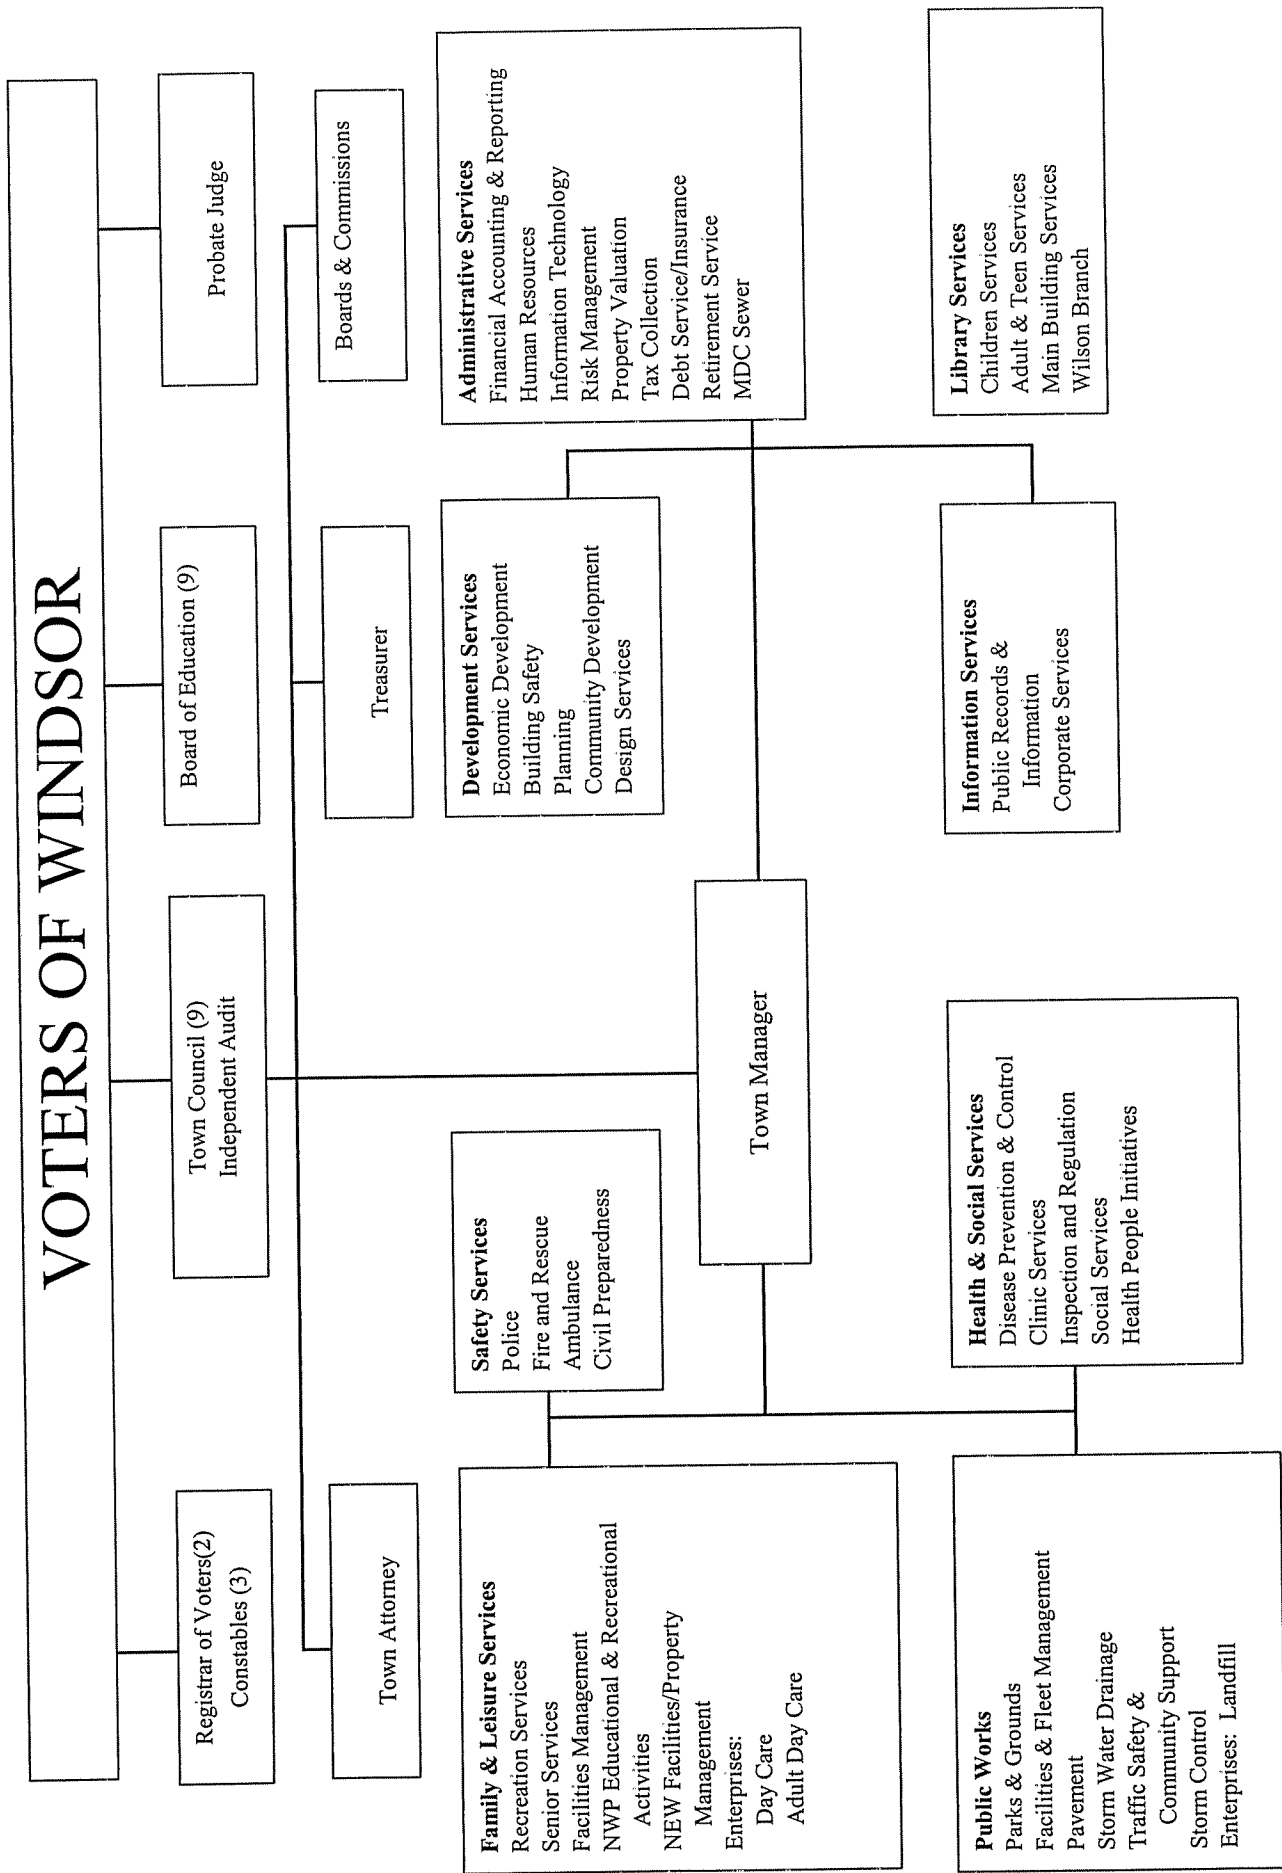 VOTERS OF WINDSOR
Registrar of Voters(2)
Constables (3)
Town Council (9)
Independent Audit
Board of Education (9)
Probate Judge
Town Attorney
Treasurer
Boards & Commissions
Family & Leisure Services
Recreation Services
Senior Services
Facilities Management
NWP Educational & Recreational
Activities
NEW Facilities/Property
Management
Enterprises:
Day Care
Adult Day Care
Safety Services
Police
Fire and Rescue
Ambulance
Civil Preparedness
Development Services
Economic Development
Building Safety
Planning
Community Development
Design Services
Administrative Services
Financial Accounting & Reporting
Human Resources
Information Technology
Risk Management
Property Valuation
Tax Collection
Debt Service/Insurance
Retirement Service
MDC Sewer
Town Manager
Public Works
Parks & Grounds
Facilities & Fleet Management
Pavement
Storm Water Drainage
Traffic Safety &
Community Support
Storm Control
Enterprises: Landfill
Health & Social Services
Disease Prevention & Control
Clinic Services
Inspection and Regulation
Social Services
Health People Initiatives
Information Services
Public Records &
Information
Corporate Services
Library Services
Children Services
Adult & Teen Services
Main Building Services
Wilson Branch